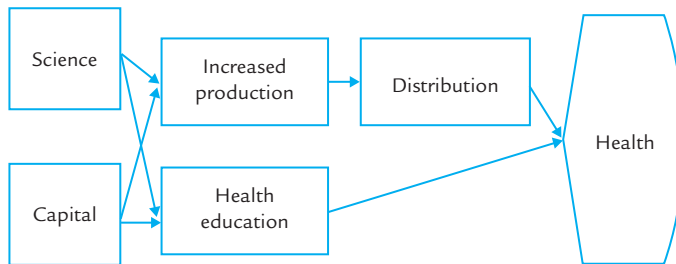 Science
Increased
production
Distribution
Health
Capital
Health
education